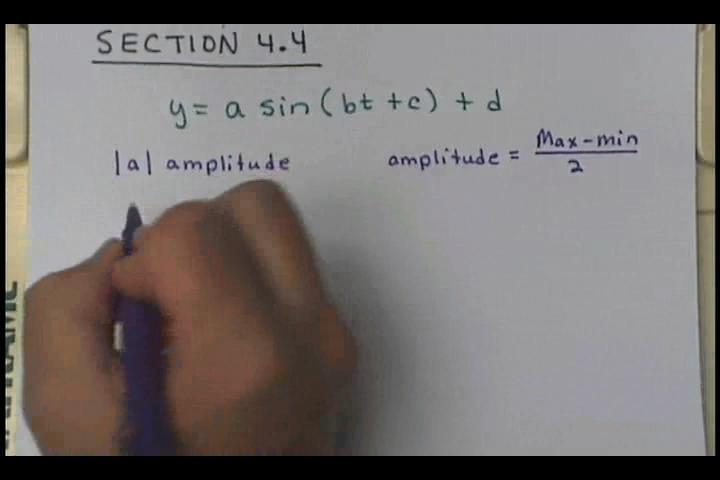 SECTION 4.4
y = a sin (bt + c) + d
|a| amplitude
amplitude = Max - min / 2